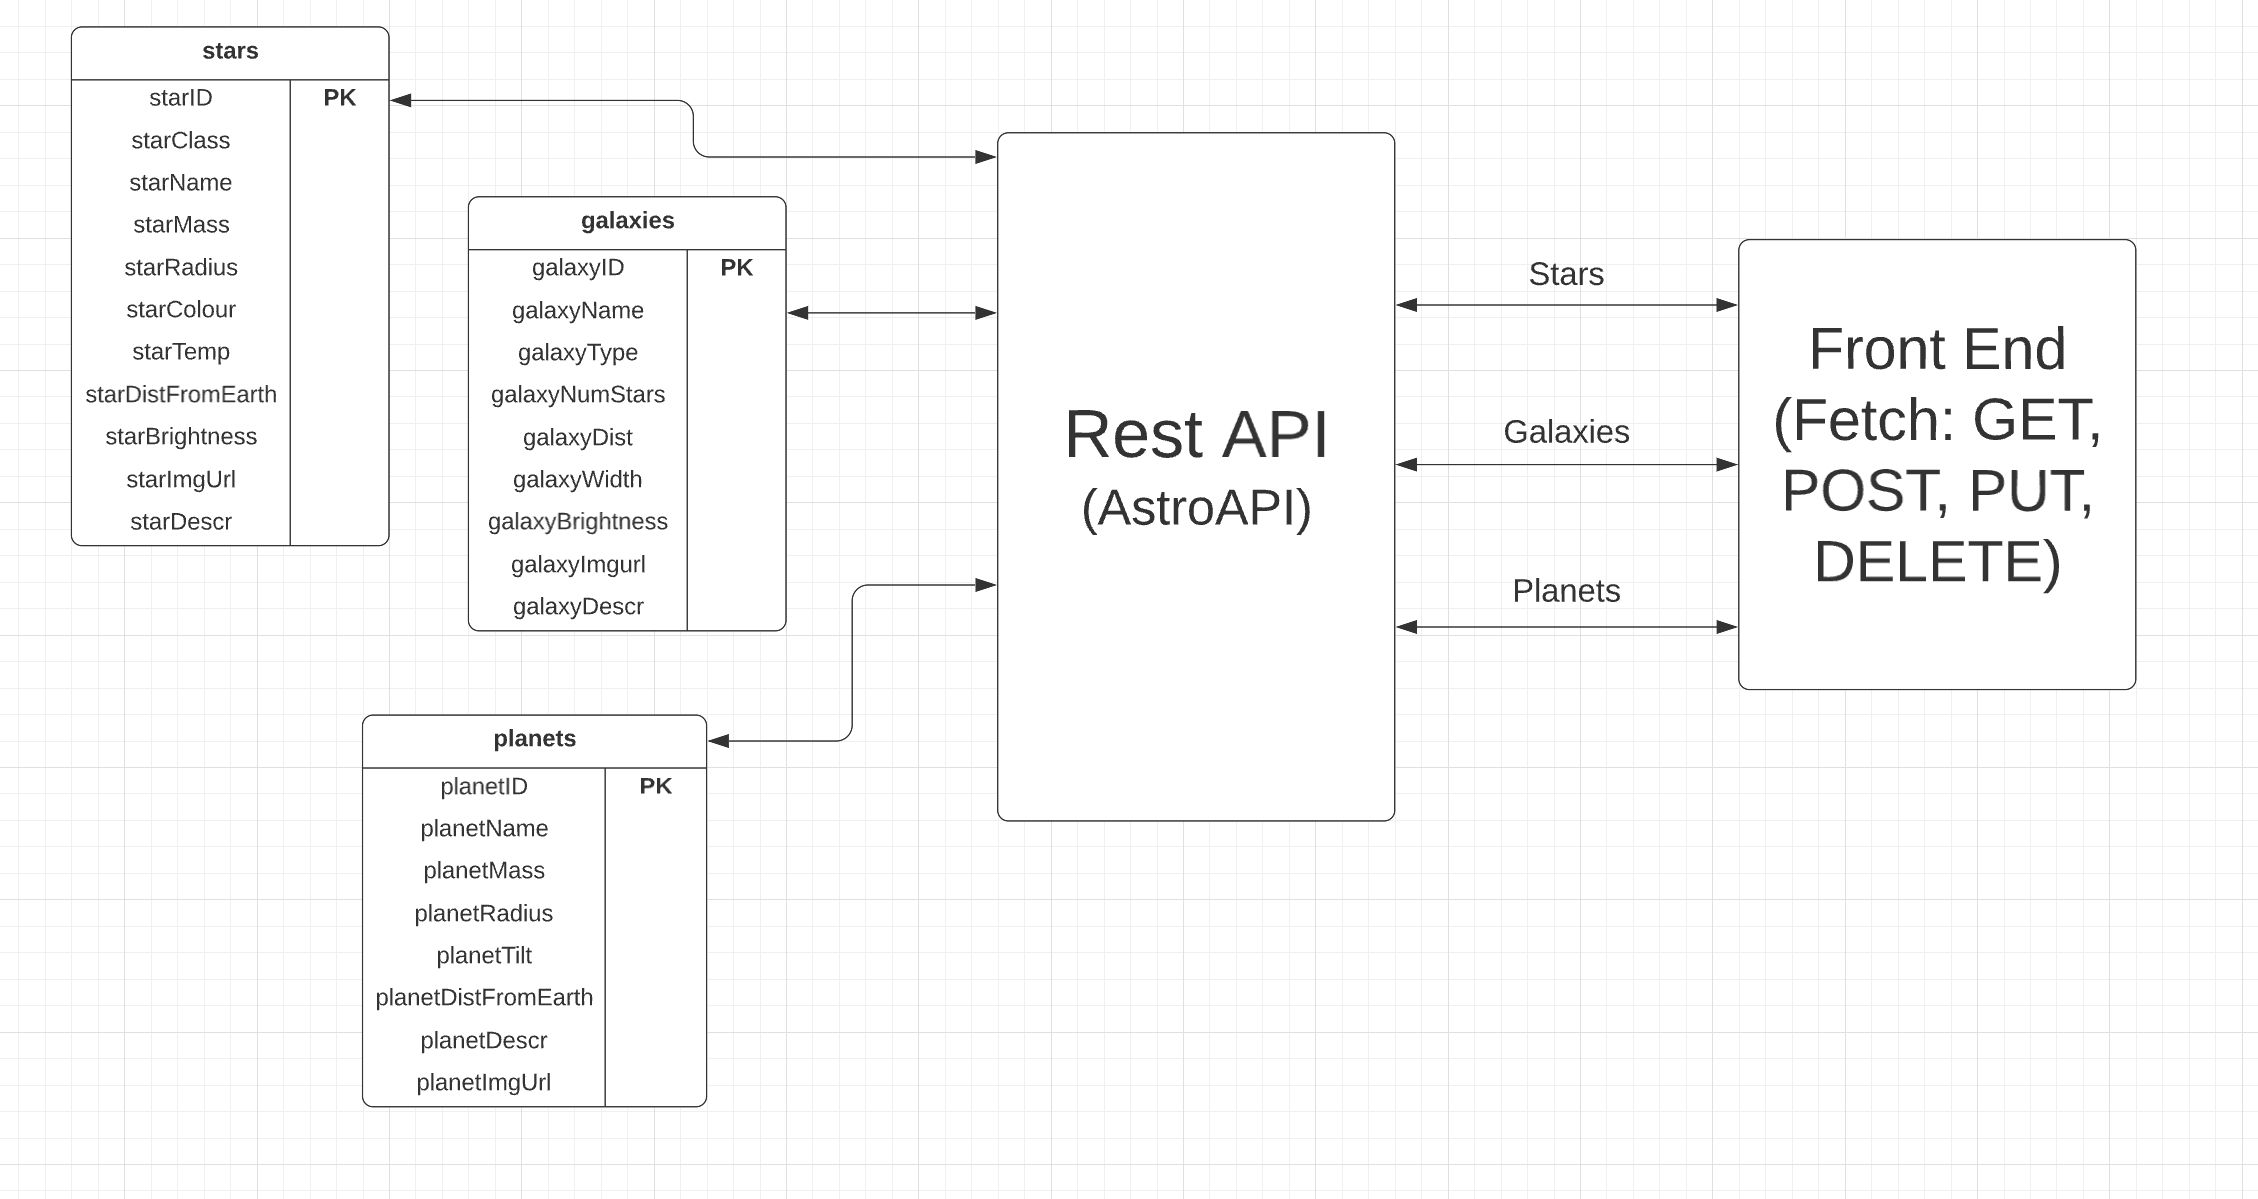 stars
starID PK
starClass
starName
starMass
starRadius
starColour
starTemp
starDistFromEarth
starBrightness
starImgUrl
starDescr
galaxies
galaxyID PK
galaxyName
galaxyType
galaxyNumStars
galaxyDist
galaxyWidth
galaxyBrightness
galaxyImgurl
galaxyDescr
planets
planetID PK
planetName
planetMass
planetRadius
planetTilt
planetDistFromEarth
planetDescr
planetImgUrl
Rest API
(AstroAPI)
Stars
Galaxies
Planets
Front End
(Fetch: GET,
POST, PUT,
DELETE)